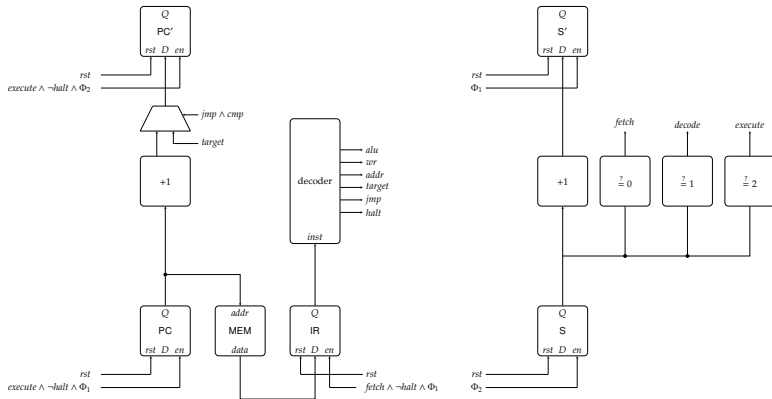 Q
PC′
rst D en
rst
execute ∧ ¬halt ∧ Φ₂
jmp ∧ cmp
target
+1
Q
PC
rst D en
rst
execute ∧ ¬halt ∧ Φ₁
addr
MEM
data
decoder
inst
alu
wr
addr
target
jmp
halt
Q
IR
rst D en
rst
fetch ∧ ¬halt ∧ Φ₁
Q
S′
rst D en
rst
Φ₁
+1
fetch
≟ 0
decode
≟ 1
execute
≟ 2
Q
S
rst D en
rst
Φ₂